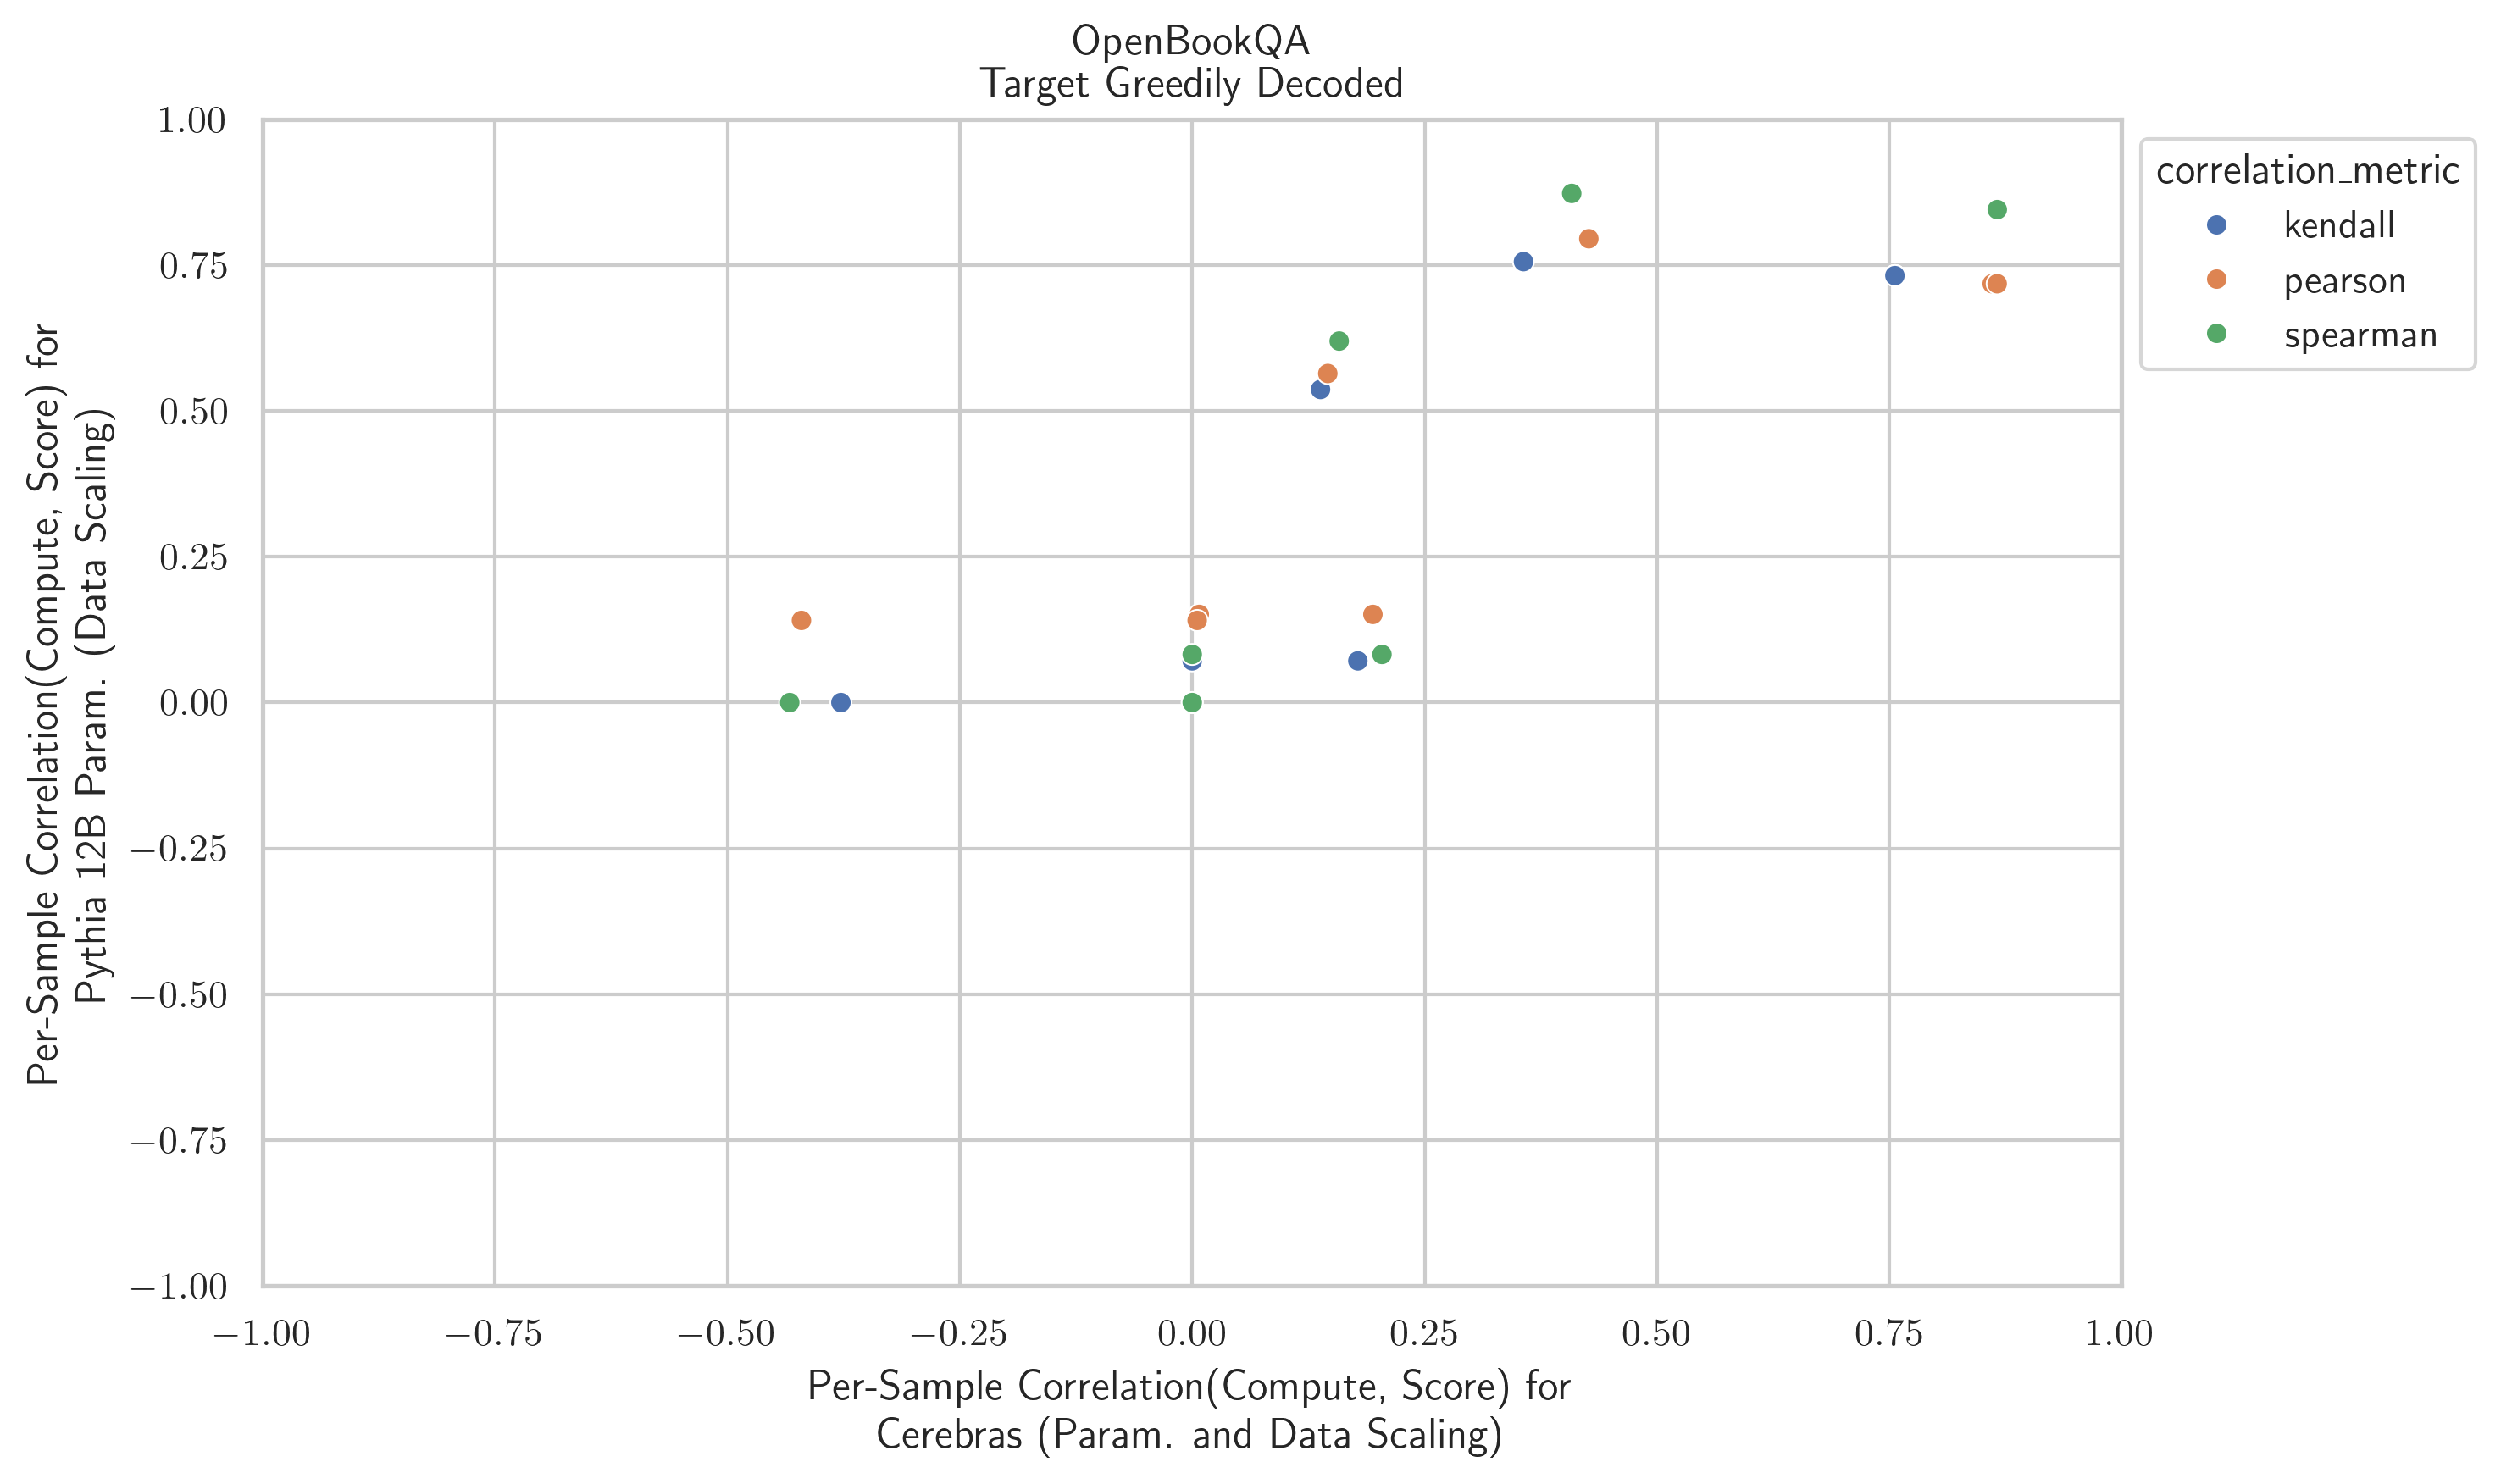 OpenBookQA
Target Greedily Decoded
Per-Sample Correlation(Compute, Score) for
Pythia 12B Param. (Data Scaling)
1.00
0.75
0.50
0.25
0.00
−0.25
−0.50
−0.75
−1.00
−1.00 −0.75 −0.50 −0.25 0.00 0.25 0.50 0.75 1.00
Per-Sample Correlation(Compute, Score) for
Cerebras (Param. and Data Scaling)
correlation_metric
kendall
pearson
spearman